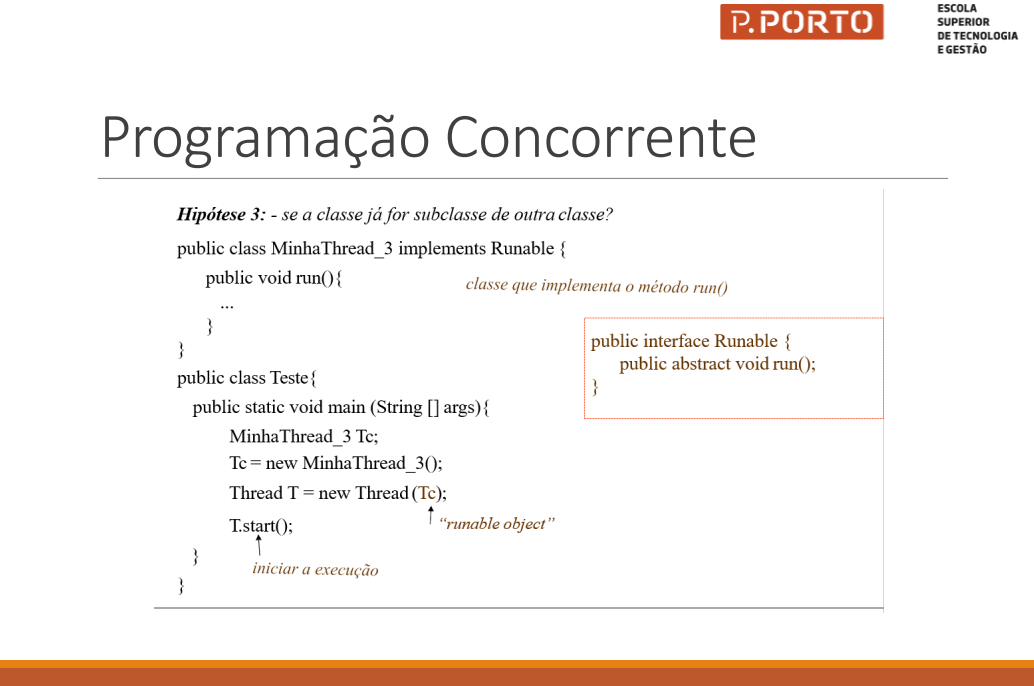 P.PORTO
ESCOLA
SUPERIOR
DE TECNOLOGIA
E GESTÃO
Programação Concorrente
Hipótese 3: - se a classe já for subclasse de outra classe?
public class MinhaThread_3 implements Runable {
public void run(){
classe que implementa o método run()
...
}
}
public interface Runable {
public abstract void run();
}
public class Teste{
public static void main (String [] args){
MinhaThread_3 Tc;
Tc = new MinhaThread_3();
Thread T = new Thread (Tc);
“runable object”
T.start();
}
iniciar a execução
}